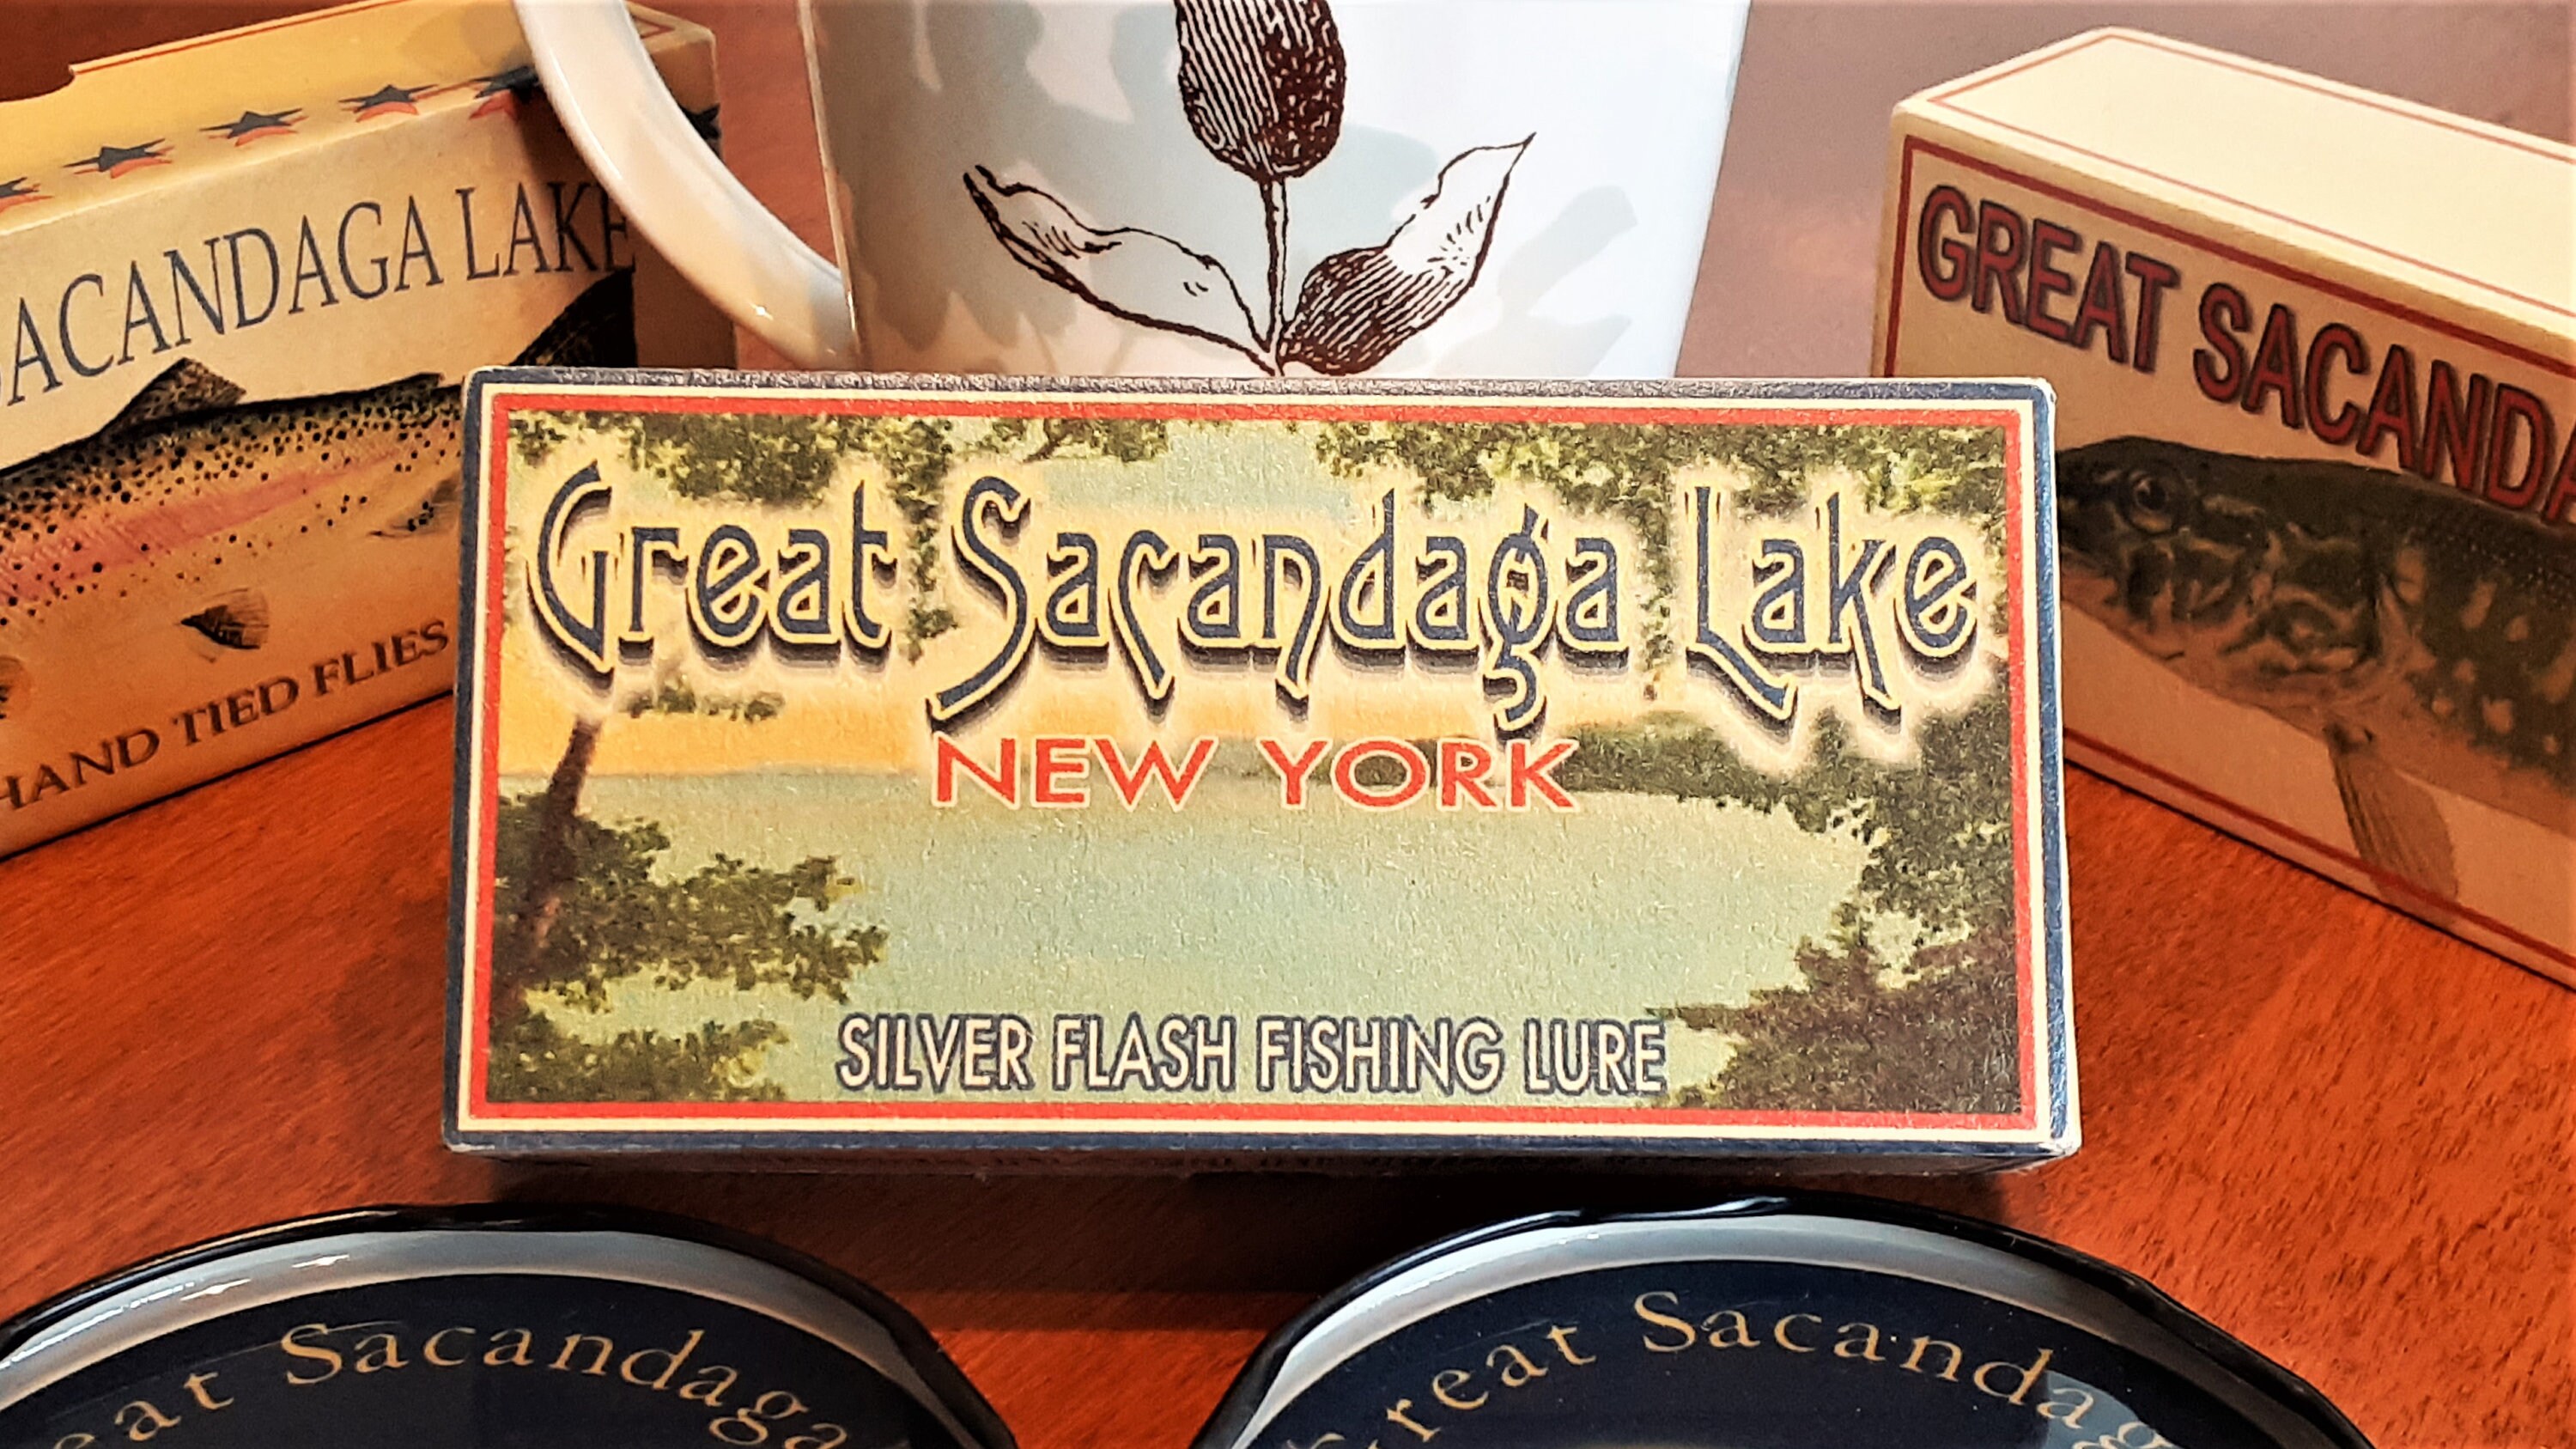 SACANDAGA LAKE
HAND TIED FLIES
Great Sacandaga Lake
NEW YORK
SILVER FLASH FISHING LURE
GREAT SACANDA
eat Sacandaga
Great Sacandag